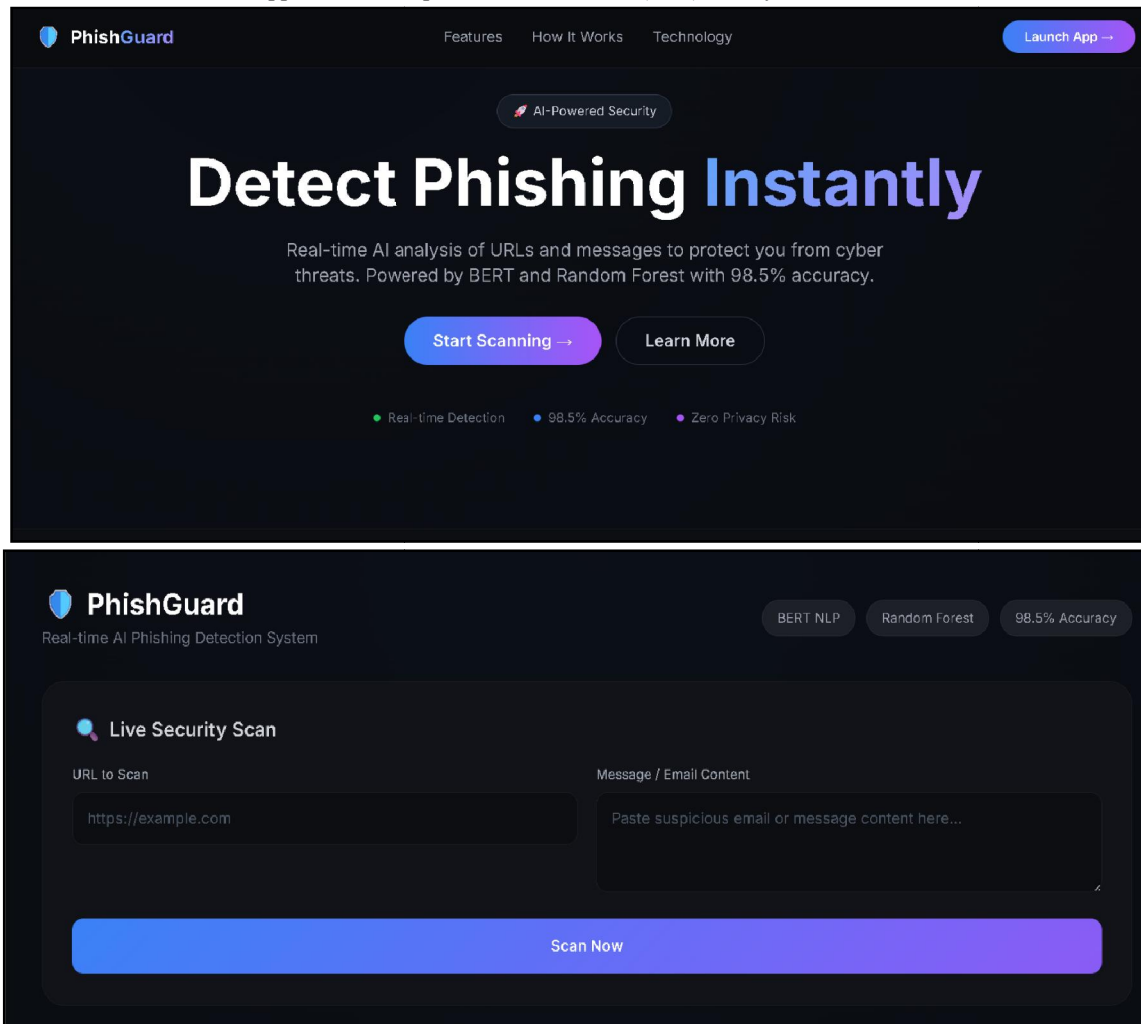 PhishGuard
Features How It Works Technology
Launch App →
AI-Powered Security
Detect Phishing Instantly
Real-time AI analysis of URLs and messages to protect you from cyber
threats. Powered by BERT and Random Forest with 98.5% accuracy.
Start Scanning →
Learn More
Real-time Detection
98.5% Accuracy
Zero Privacy Risk
PhishGuard
Real-time AI Phishing Detection System
BERT NLP
Random Forest
98.5% Accuracy
Live Security Scan
URL to Scan
https://example.com
Message / Email Content
Paste suspicious email or message content here...
Scan Now